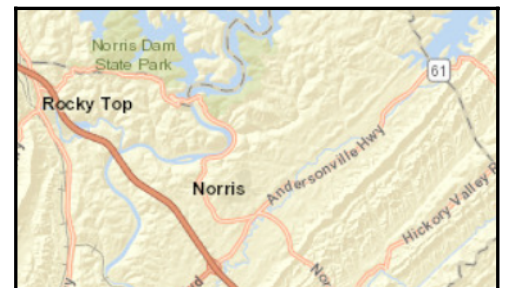 Norris Dam
State Park
61
Rocky Top
Norris
Andersonville Hwy
Hickory Valley